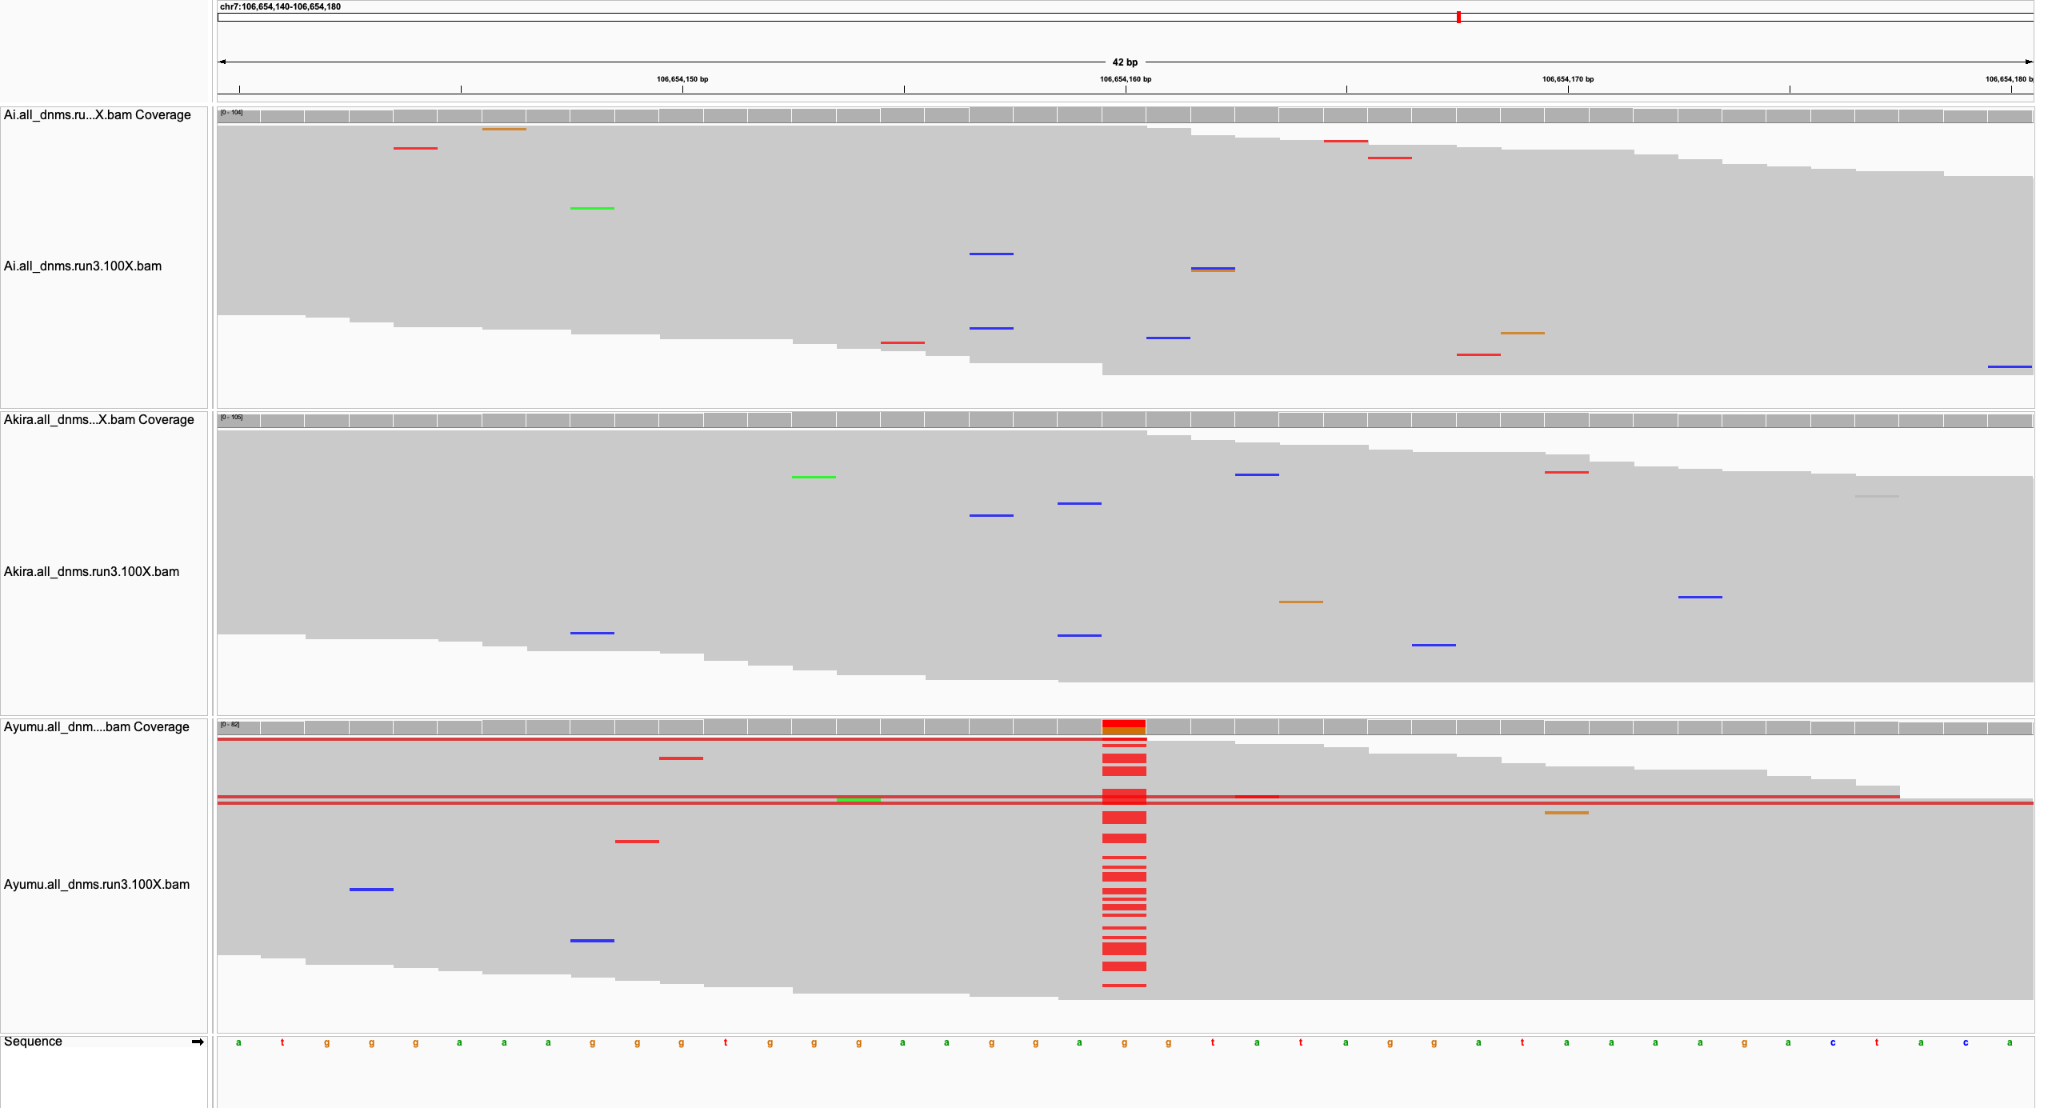 chr7:106,654,140-106,654,180
42 bp
106,654,150 bp 106,654,160 bp 106,654,170 bp 106,654,180 bp
Ai.all_dnms.ru...X.bam Coverage
[0 - 104]
Ai.all_dnms.run3.100X.bam
Akira.all_dnms...X.bam Coverage
[0 - 105]
Akira.all_dnms.run3.100X.bam
Ayumu.all_dnm....bam Coverage
[0 - 82]
Ayumu.all_dnms.run3.100X.bam
Sequence a t g g g a a a g g g t g g g a a g g a g g t a t a g g a t a a a a g a c t a c a